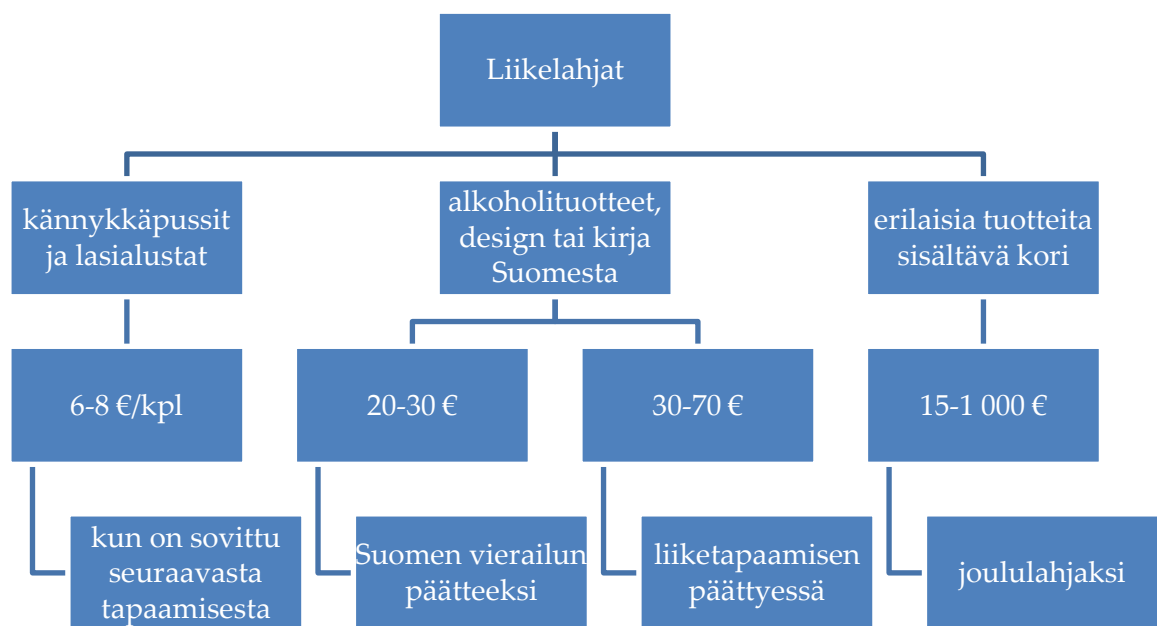 Liikelahjat
kännykkäpussit
ja lasialustat
alkoholituotteet,
design tai kirja
Suomesta
erilaisia tuotteita
sisältävä kori
6-8 €/kpl
20-30 €
30-70 €
15-1 000 €
kun on sovittu
seuraavasta
tapaamisesta
Suomen vierailun
päätteeksi
liiketapaamisen
päättyessä
joululahjaksi